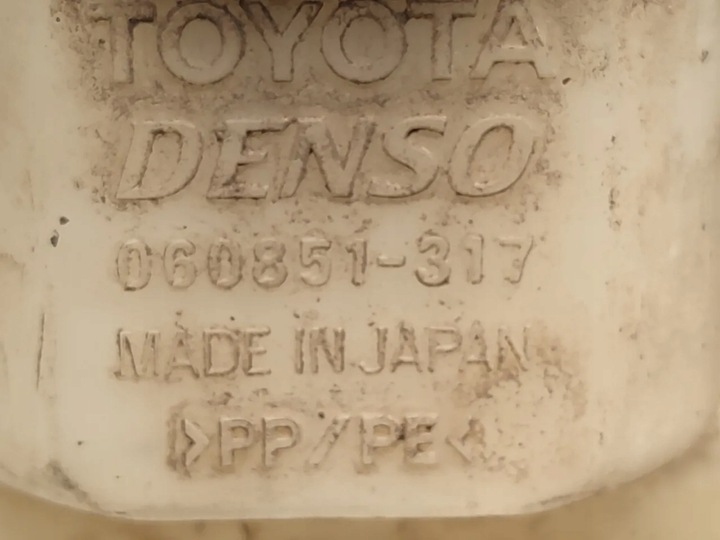 TOYOTA
DENSO
060851-317
MADE IN JAPAN
>PP/PE<